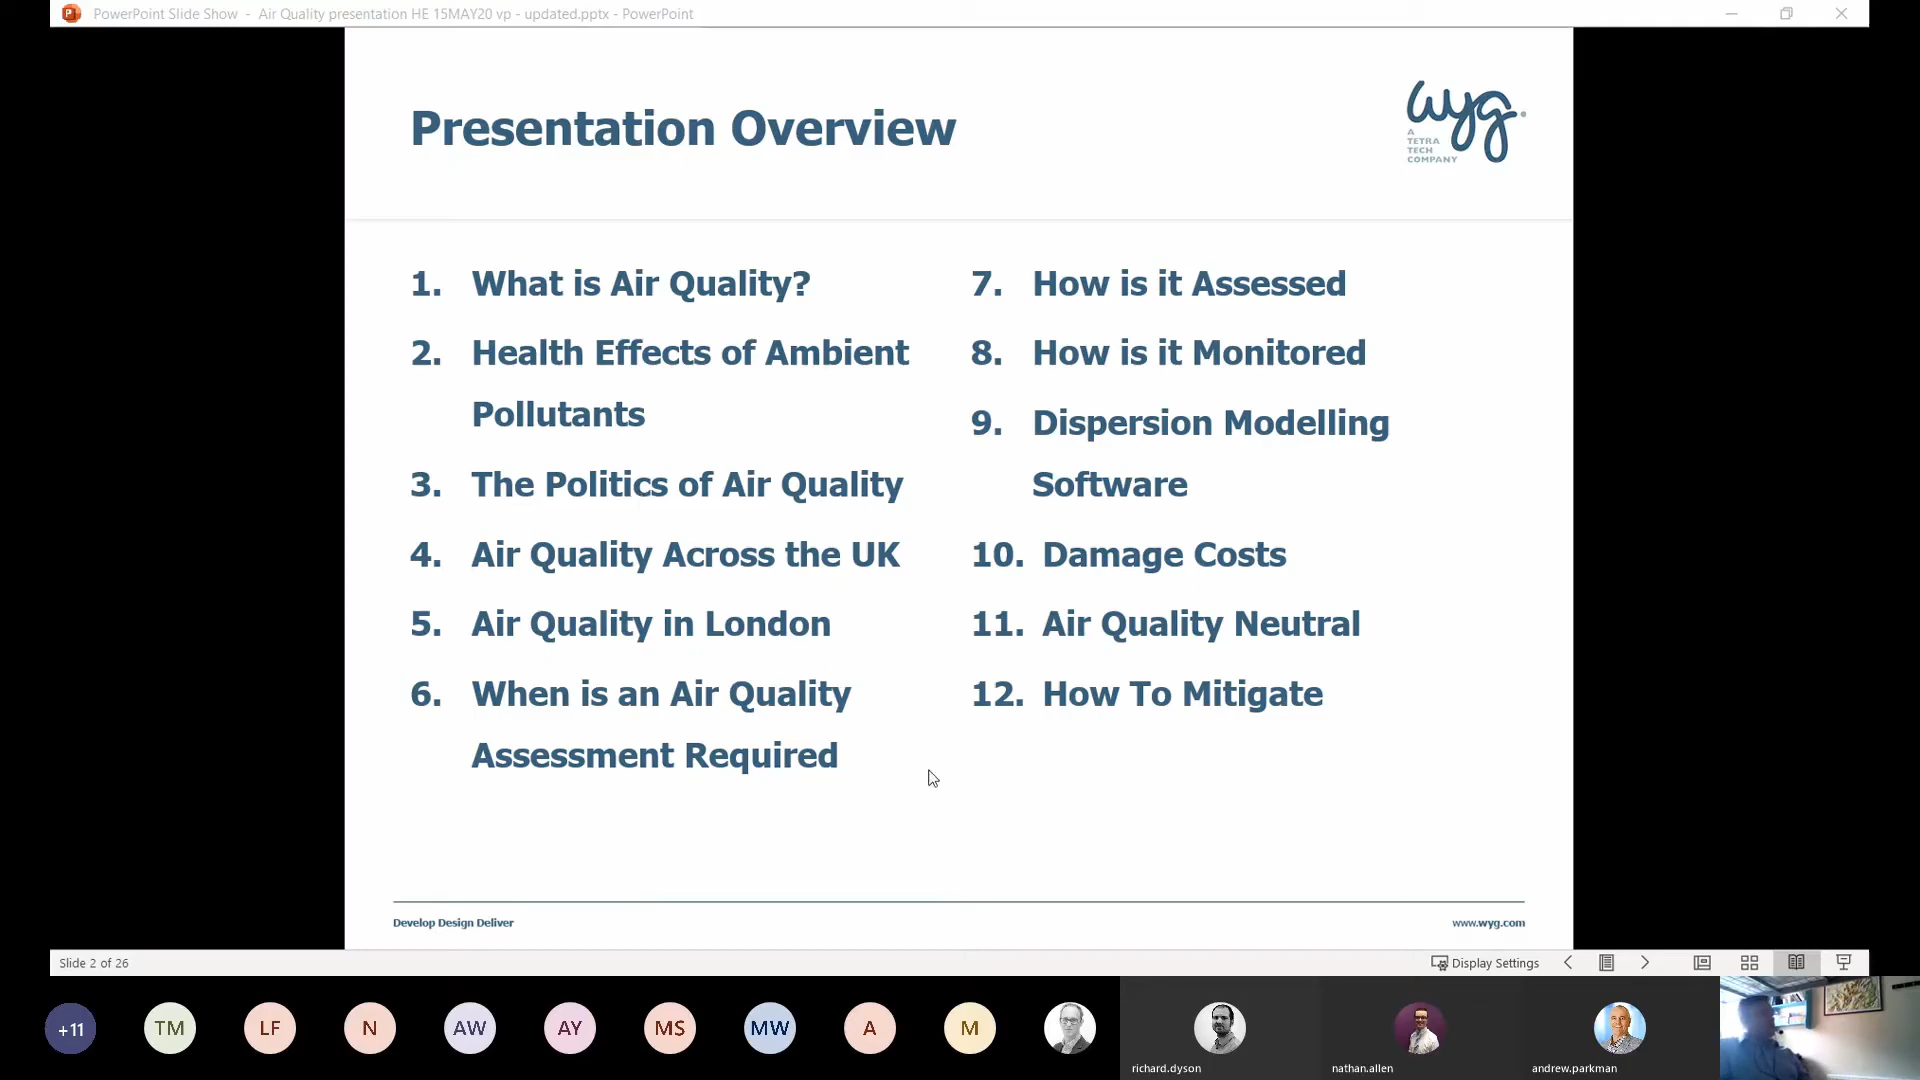 PowerPoint Slide Show - Air Quality presentation HE 15MAY20 vp - updated.pptx - PowerPoint
Presentation Overview
wyg.
A
TETRA
TECH
COMPANY
1. What is Air Quality?
2. Health Effects of Ambient
Pollutants
3. The Politics of Air Quality
4. Air Quality Across the UK
5. Air Quality in London
6. When is an Air Quality
Assessment Required
7. How is it Assessed
8. How is it Monitored
9. Dispersion Modelling
Software
10. Damage Costs
11. Air Quality Neutral
12. How To Mitigate
Develop Design Deliver
www.wyg.com
Slide 2 of 26
Display Settings
+11
TM
LF
N
AW
AY
MS
MW
A
M
richard.dyson
nathan.allen
andrew.parkman